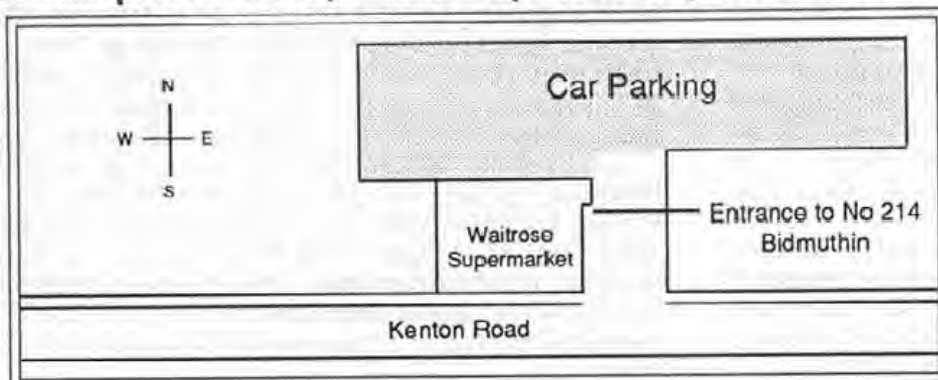 Car Parking
N
W E
S
Entrance to No 214
Bidmuthin
Waitrose
Supermarket
Kenton Road